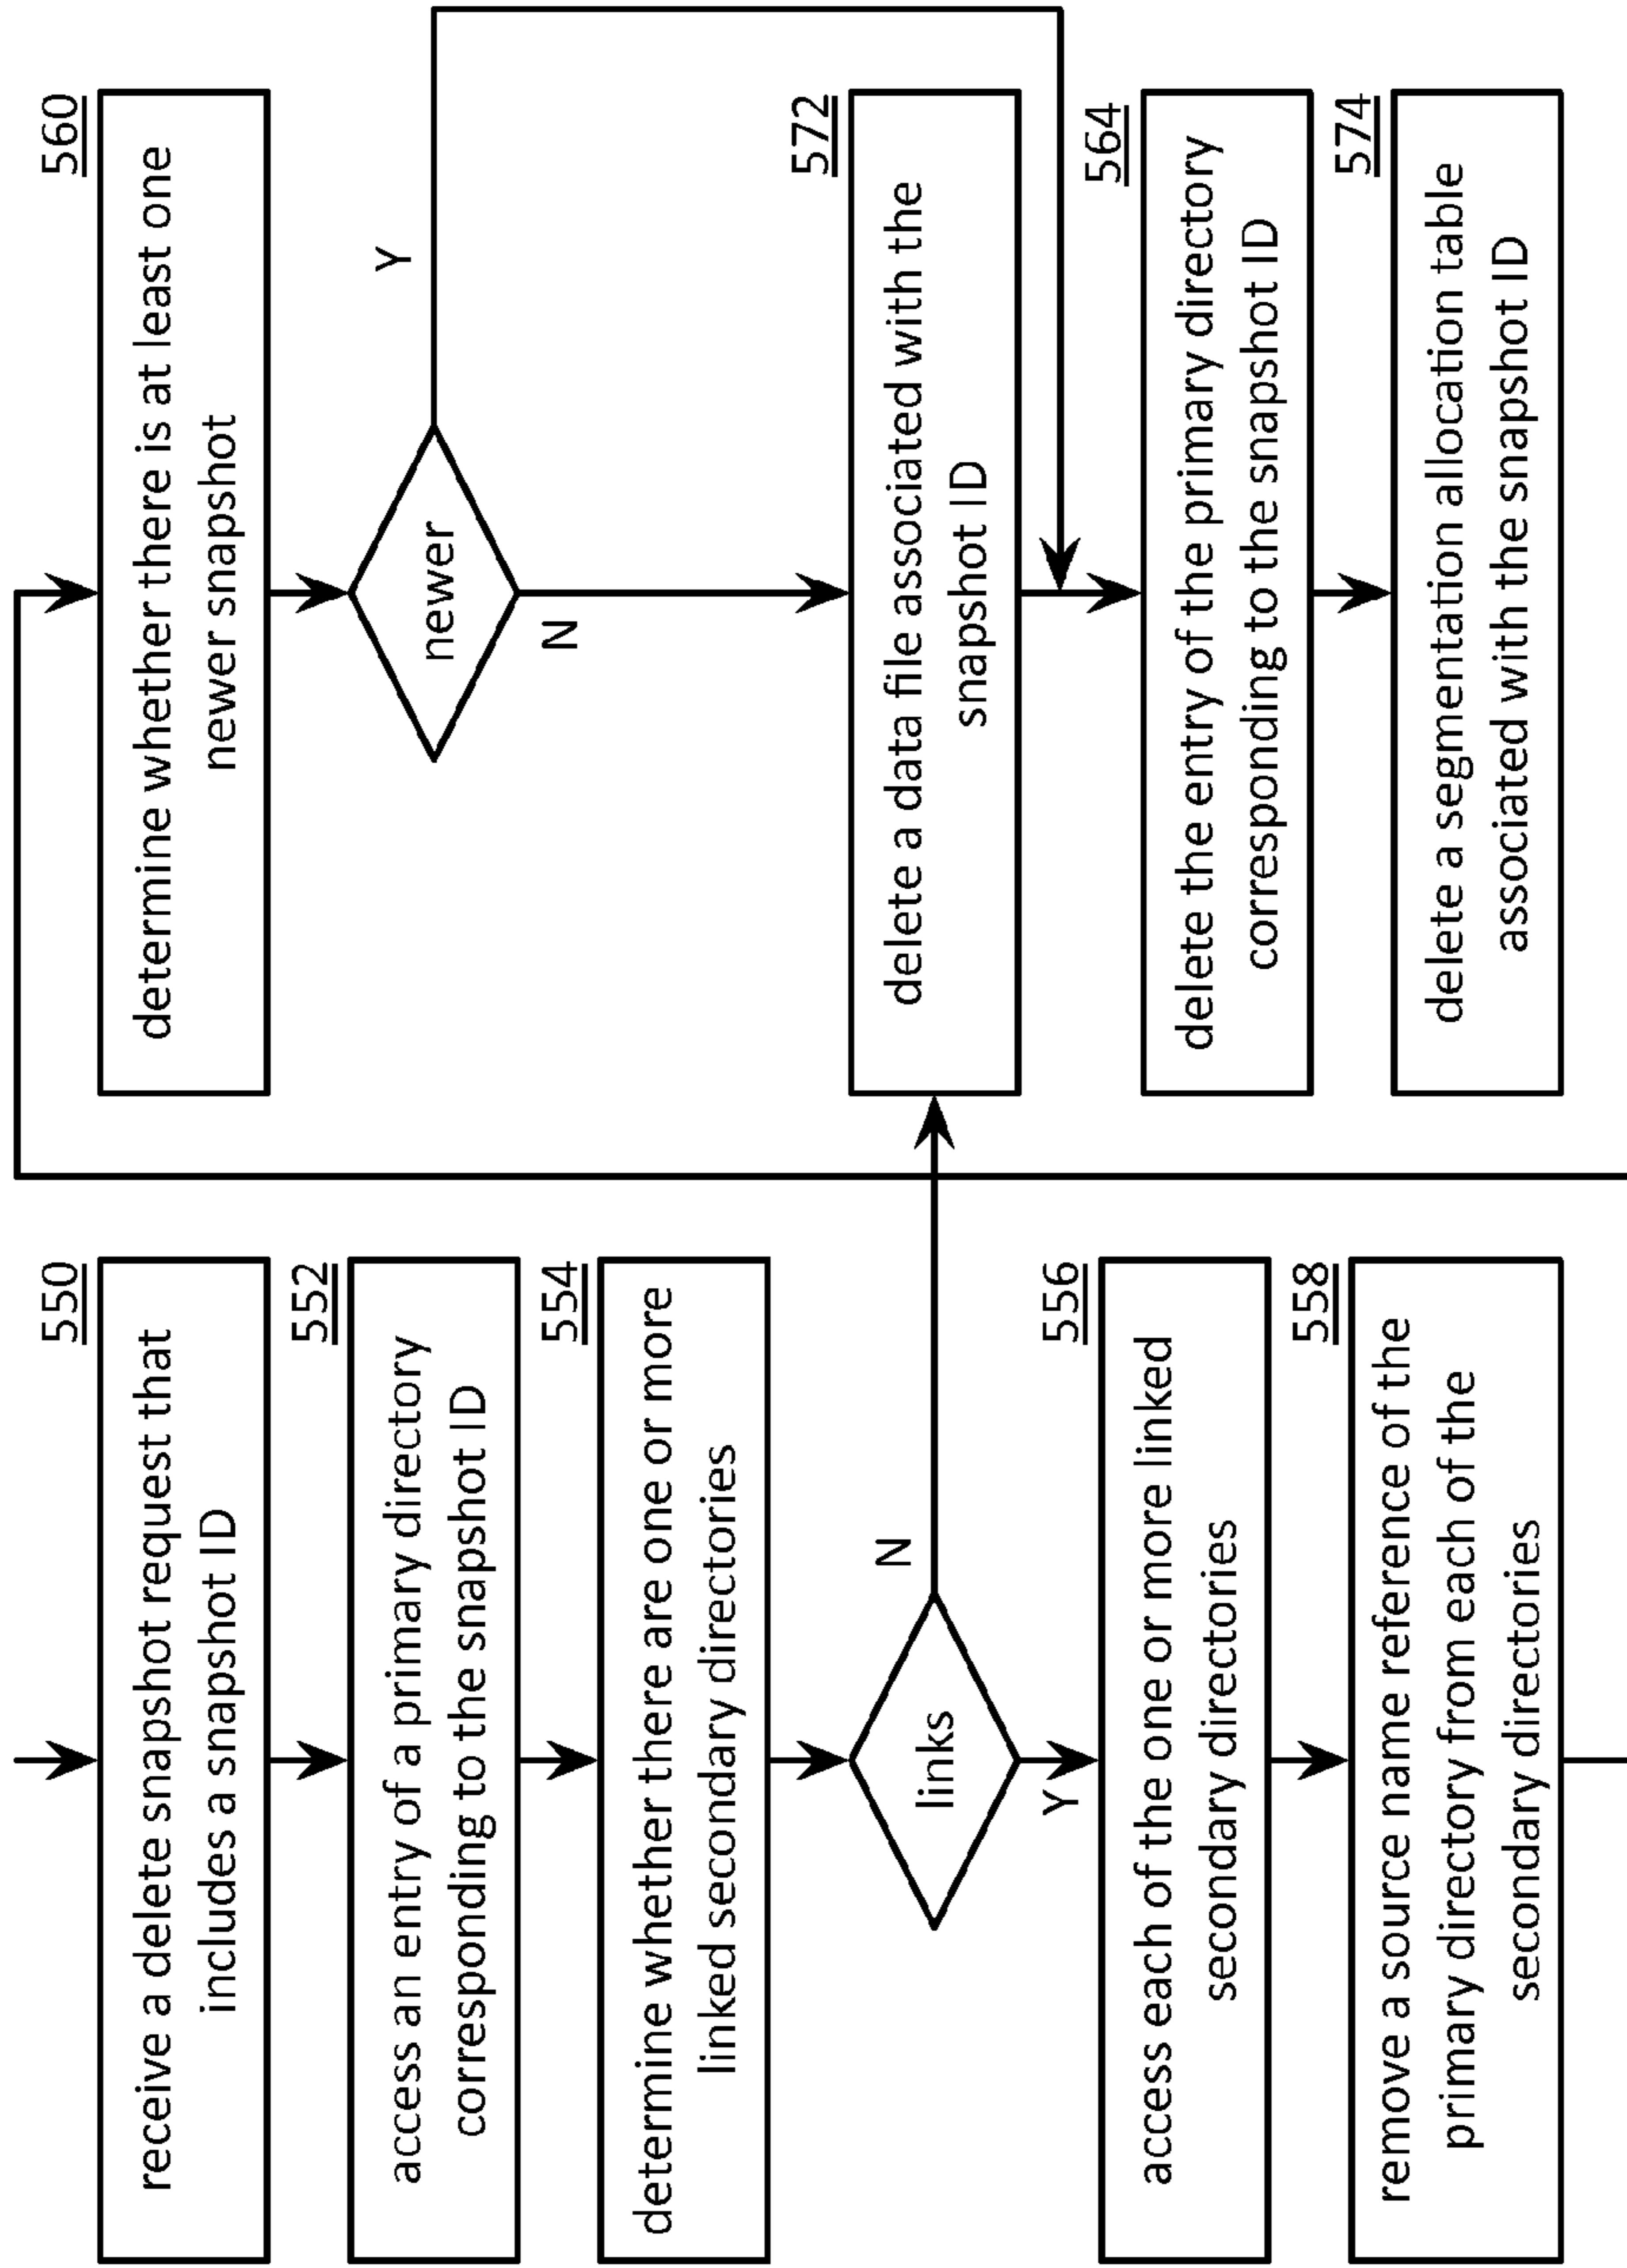 550
receive a delete snapshot request that
includes a snapshot ID
552
access an entry of a primary directory
corresponding to the snapshot ID
554
determine whether there are one or more
linked secondary directories
links
N
Y
556
access each of the one or more linked
secondary directories
558
remove a source name reference of the
primary directory from each of the
secondary directories
560
determine whether there is at least one
newer snapshot
newer
Y
N
572
delete a data file associated with the
snapshot ID
564
delete the entry of the primary directory
corresponding to the snapshot ID
574
delete a segmentation allocation table
associated with the snapshot ID